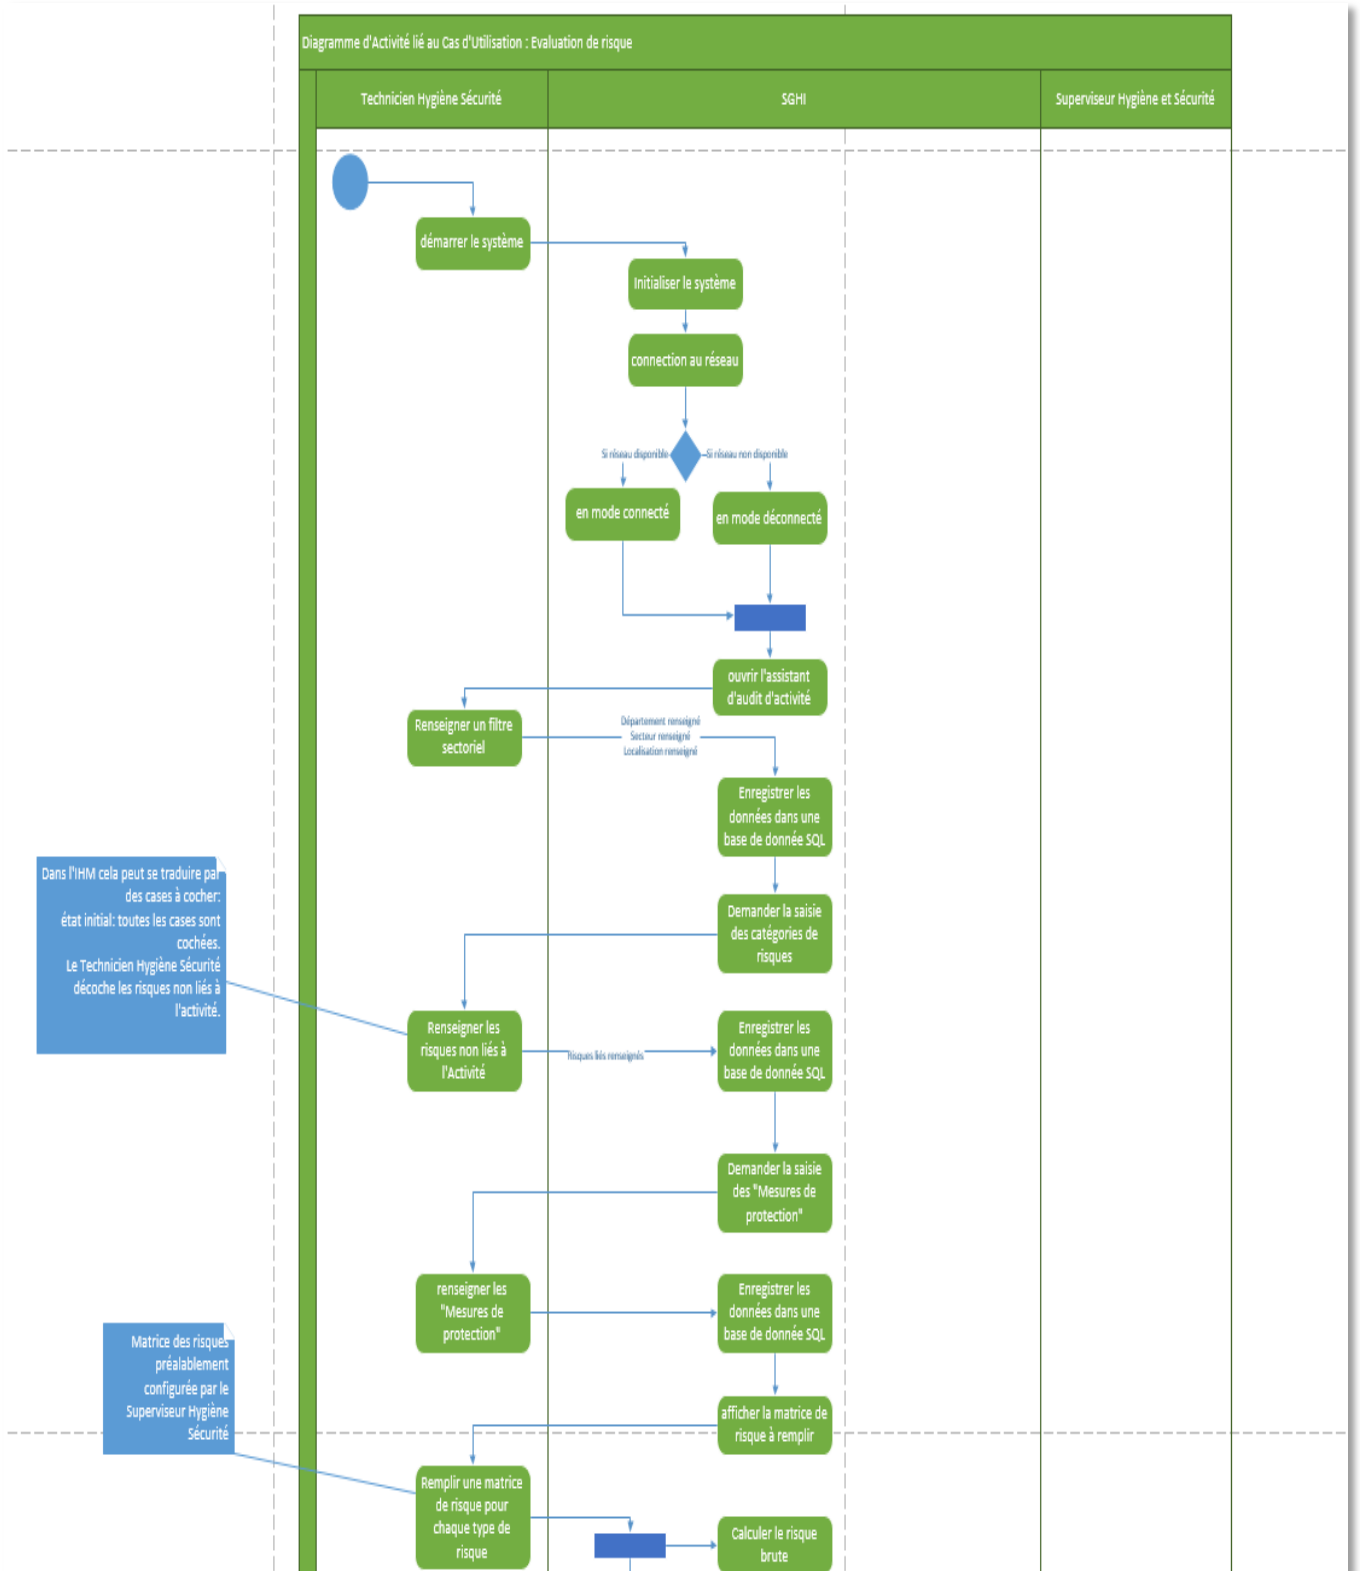 Diagramme d'Activité lié au Cas d'Utilisation : Evaluation de risque
Technicien Hygiène Sécurité
SGHI
Superviseur Hygiène et Sécurité
démarrer le système
Initialiser le système
connection au réseau
Si réseau disponible
Si réseau non disponible
en mode connecté
en mode déconnecté
ouvrir l'assistant
d'audit d'activité
Renseigner un filtre
sectoriel
Département renseigné
Secteur renseigné
Localisation renseigné
Enregistrer les
données dans une
base de donnée SQL
Dans l'IHM cela peut se traduire par
des cases à cocher:
état initial: toutes les cases sont
cochées.
Le Technicien Hygiène Sécurité
décoche les risques non liés à
l'activité.
Demander la saisie
des catégories de
risques
Renseigner les
risques non liés à
l'Activité
Risques liés renseignés
Enregistrer les
données dans une
base de donnée SQL
Demander la saisie
des "Mesures de
protection"
renseigner les
"Mesures de
protection"
Enregistrer les
données dans une
base de donnée SQL
Matrice des risques
préalablement
configurée par le
Superviseur Hygiène
Sécurité
afficher la matrice de
risque à remplir
Remplir une matrice
de risque pour
chaque type de
risque
Calculer le risque
brute